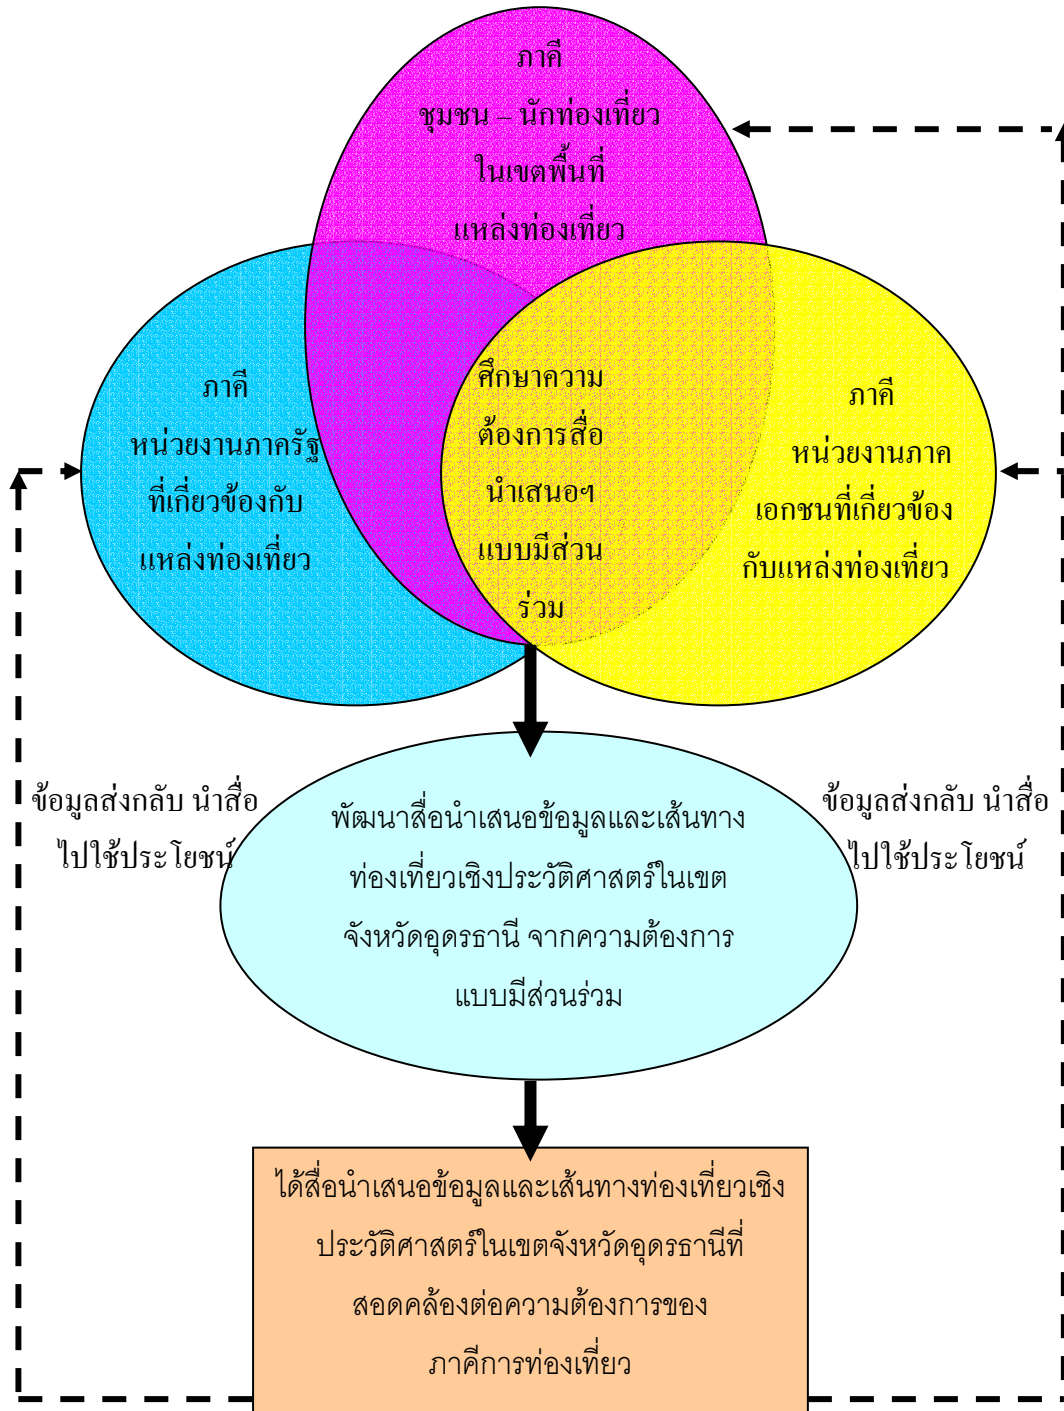 ภาคี
ชุมชน – นักท่องเที่ยว
ในเขตพื้นที่
แหล่งท่องเที่ยว
ภาคี
หน่วยงานภาครัฐ
ที่เกี่ยวข้องกับ
แหล่งท่องเที่ยว
ศึกษาความ
ต้องการสื่อ
นำเสนอฯ
แบบมีส่วน
ร่วม
ภาคี
หน่วยงานภาค
เอกชนที่เกี่ยวข้อง
กับแหล่งท่องเที่ยว
ข้อมูลส่งกลับ นำสื่อ
ไปใช้ประโยชน์
พัฒนาสื่อนำเสนอข้อมูลและเส้นทาง
ท่องเที่ยวเชิงประวัติศาสตร์ในเขต
จังหวัดอุดรธานี จากความต้องการ
แบบมีส่วนร่วม
ข้อมูลส่งกลับ นำสื่อ
ไปใช้ประโยชน์
ได้สื่อนำเสนอข้อมูลและเส้นทางท่องเที่ยวเชิง
ประวัติศาสตร์ในเขตจังหวัดอุดรธานีที่
สอดคล้องต่อความต้องการของ
ภาคีการท่องเที่ยว